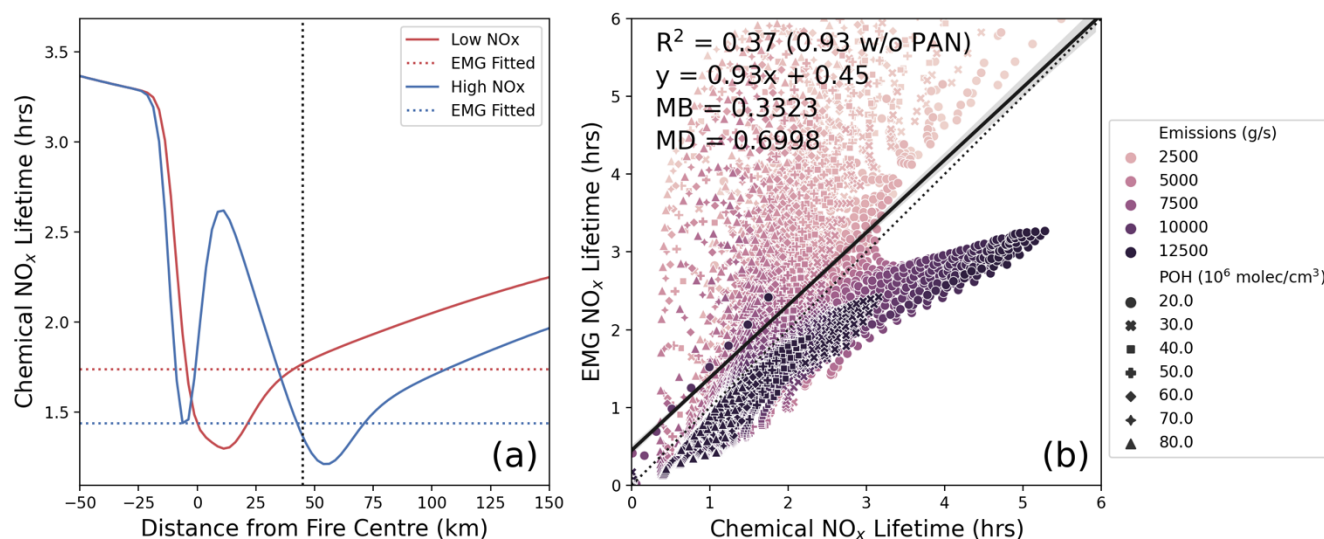 3.5
3.0
2.5
2.0
1.5
Chemical NOx Lifetime (hrs)
Low NOx
EMG Fitted
High NOx
EMG Fitted
(a)
−50 −25 0 25 50 75 100 125 150
Distance from Fire Centre (km)
6
5
4
3
2
1
0
EMG NOx Lifetime (hrs)
R² = 0.37 (0.93 w/o PAN)
y = 0.93x + 0.45
MB = 0.3323
MD = 0.6998
(b)
0 1 2 3 4 5 6
Chemical NOx Lifetime (hrs)
Emissions (g/s)
2500
5000
7500
10000
12500
POH (10⁶ molec/cm³)
20.0
30.0
40.0
50.0
60.0
70.0
80.0